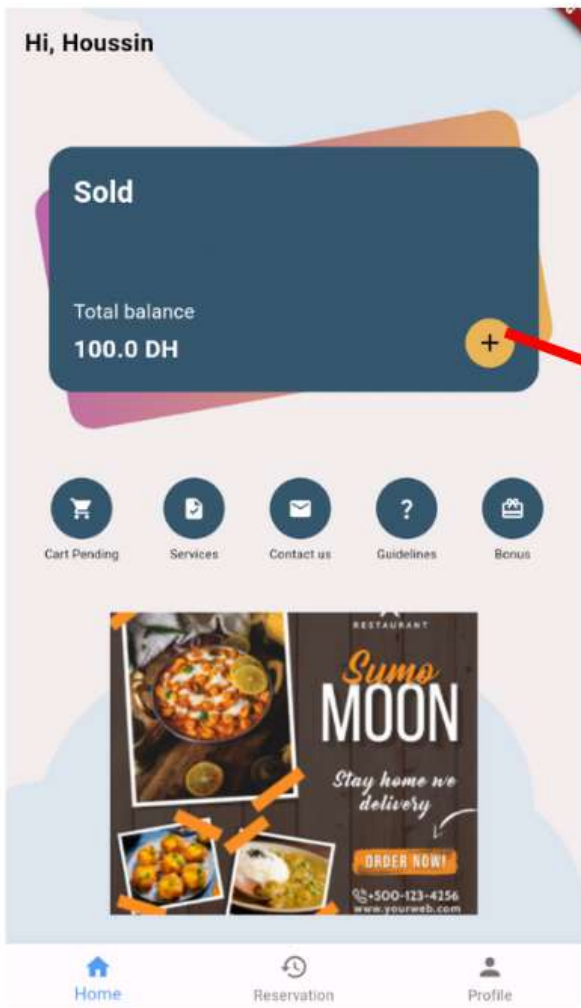 Hi, Houssin
Sold
Total balance
100.0 DH
+
Cart Pending
Services
Contact us
?
Guidelines
Bonus
RESTAURANT
Sumo
MOON
Stay home we
delivery
ORDER NOW!
+500-123-4256
www.yourweb.com
Home
Reservation
Profile